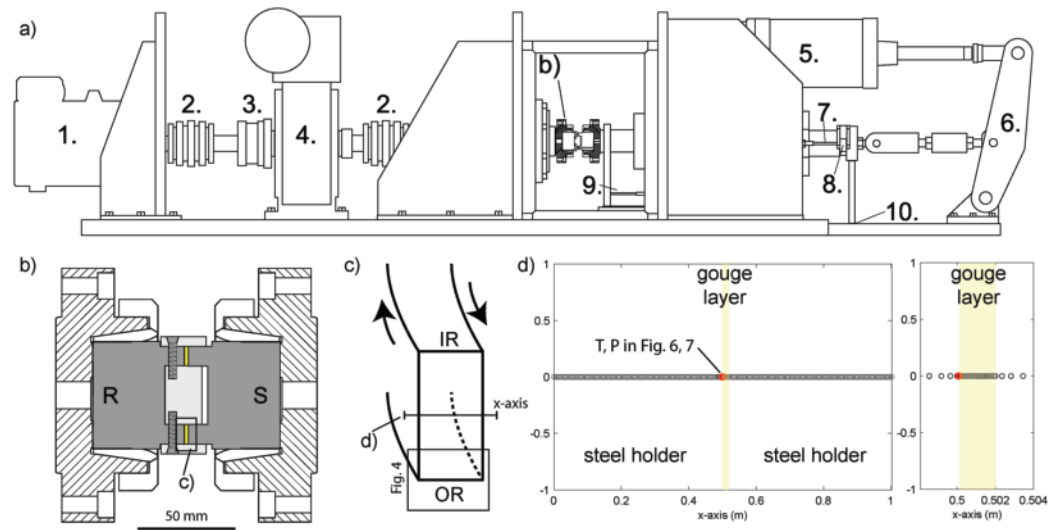 a)
1.
2.
3.
4.
2.
b)
9.
5.
7.
8.
6.
10.
b)
R
S
c)
50 mm
c)
IR
x-axis
d)
Fig. 4
OR
d)
1
0.5
0
-0.5
-1
gouge
layer
T, P in Fig. 6, 7
steel holder
steel holder
0
0.2
0.4
0.6
0.8
1
x-axis (m)
1
0.5
0
-0.5
-1
gouge
layer
0.5
0.502
0.504
x-axis (m)